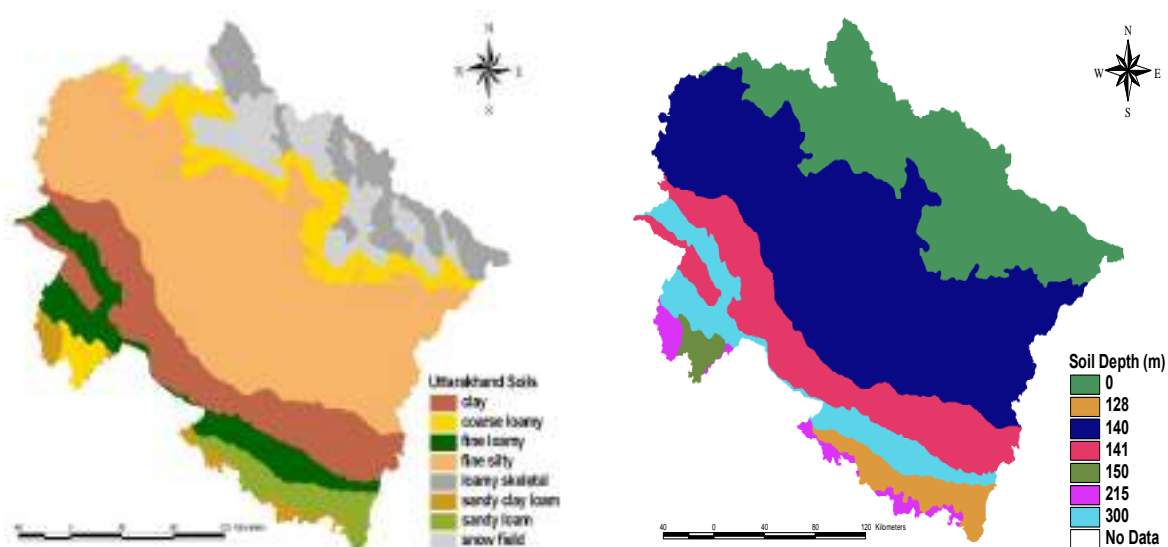 N
E
S
Uttarakhand Soils
clay
coarse loamy
fine loamy
fine silty
loamy skeletal
sandy clay loam
sandy loam
snow field
N
W E
S
Soil Depth (m)
0
128
140
141
150
215
300
No Data
40 0 40 80 120 Kilometers